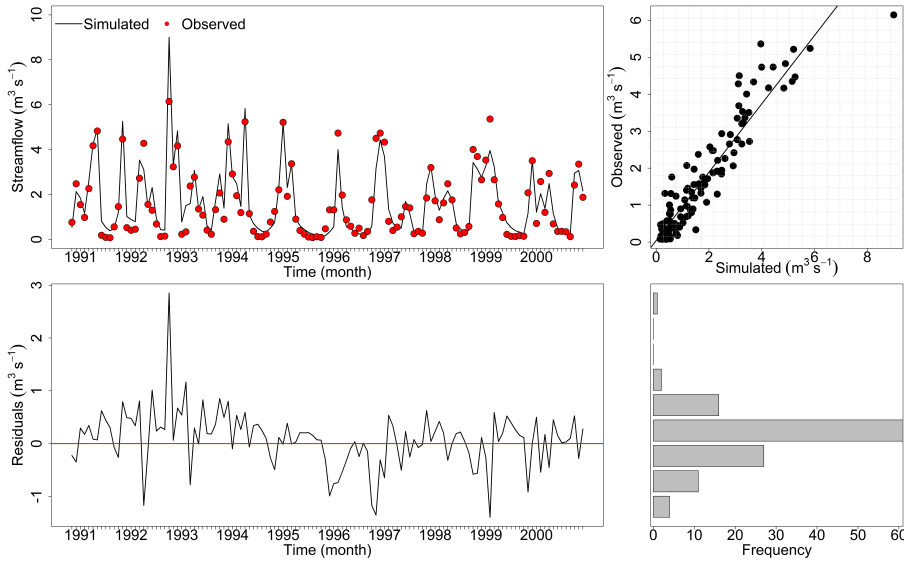 Simulated Observed
Streamflow (m³ s⁻¹)
0 2 4 6 8 10
1991 1992 1993 1994 1995 1996 1997 1998 1999 2000
Time (month)
Observed (m³ s⁻¹)
0 1 2 3 4 5 6
0 2 4 6 8
Simulated (m³ s⁻¹)
Residuals (m³ s⁻¹)
-1 0 1 2 3
1991 1992 1993 1994 1995 1996 1997 1998 1999 2000
Time (month)
0 10 20 30 40 50 60
Frequency